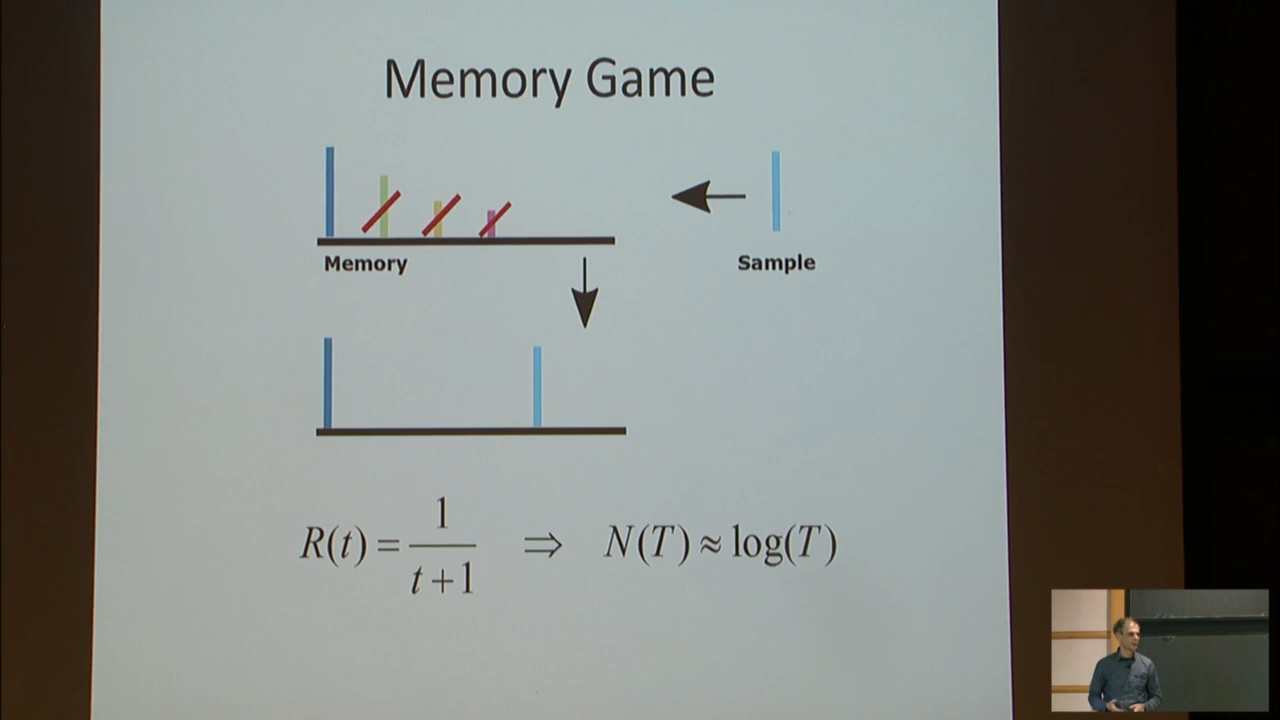 Memory Game
Memory
Sample
R(t) = 1/(t+1) ⇒ N(T) ≈ log(T)